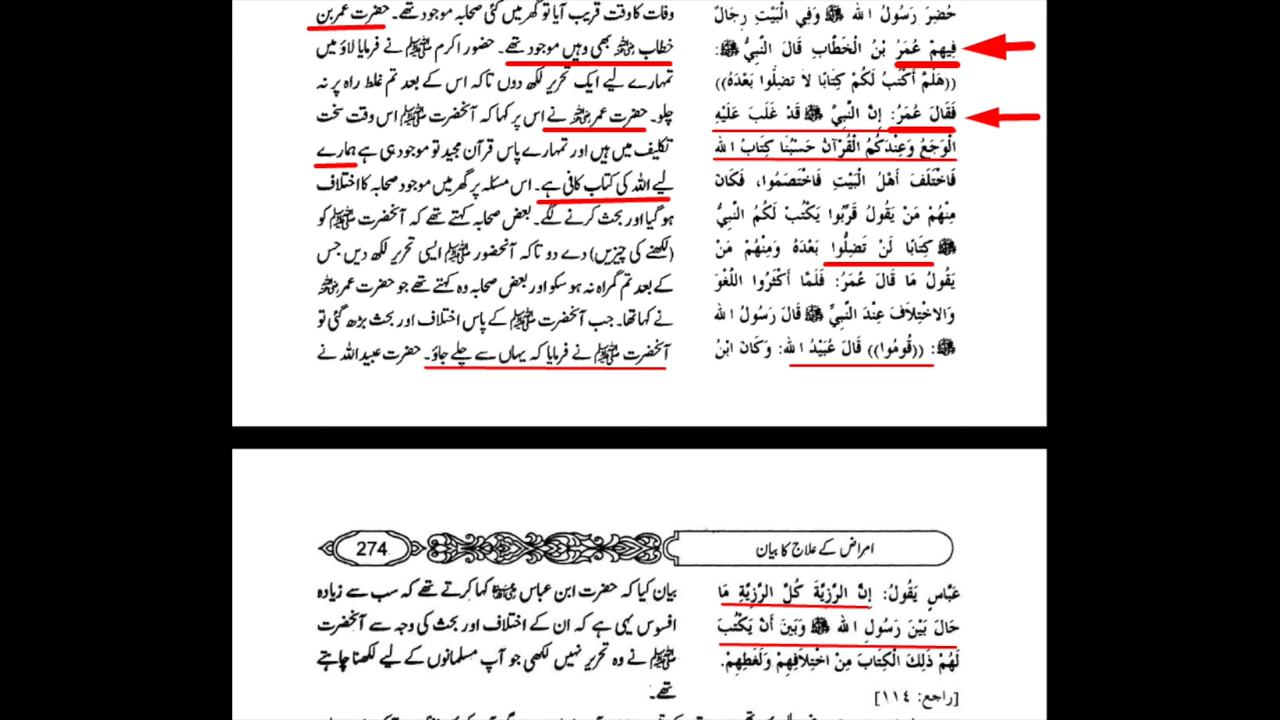 حُضِرَ رَسُولُ اللهِ ﷺ وَفِي الْبَيْتِ رِجَالٌ
فِيهِمْ عُمَرُ بْنُ الْخَطَّابِ قَالَ النَّبِيُّ ﷺ:
((هَلُمَّ أَكْتُبْ لَكُمْ كِتَابًا لاَ تَضِلُّوا بَعْدَهُ))
فَقَالَ عُمَرُ: إِنَّ النَّبِيَّ ﷺ قَدْ غَلَبَ عَلَيْهِ
الْوَجَعُ وَعِنْدَكُمُ الْقُرْآنُ حَسْبُنَا كِتَابُ اللهِ
فَاخْتَلَفَ أَهْلُ الْبَيْتِ فَاخْتَصَمُوا، فَكَانَ
مِنْهُمْ مَنْ يَقُولُ قَرِّبُوا يَكْتُبْ لَكُمُ النَّبِيُّ
ﷺ كِتَابًا لَنْ تَضِلُّوا بَعْدَهُ وَمِنْهُمْ مَنْ
يَقُولُ مَا قَالَ عُمَرُ: فَلَمَّا أَكْثَرُوا اللَّغْوَ
وَالاِخْتِلاَفَ عِنْدَ النَّبِيِّ ﷺ قَالَ رَسُولُ اللهِ
ﷺ: ((قُومُوا)) قَالَ عُبَيْدُ اللهِ: وَكَانَ ابْنُ
وفات کا وقت قریب آیا تو گھر میں کئی صحابہ موجود تھے۔ حضرت عمر بن
خطاب رضی اللہ عنہ بھی وہیں موجود تھے۔ حضور اکرم ﷺ نے فرمایا لاؤ میں
تمہارے لیے ایک تحریر لکھ دوں تاکہ اس کے بعد تم غلط راہ پر نہ
چلو۔ حضرت عمر رضی اللہ عنہ نے اس پر کہا کہ آنحضرت ﷺ اس وقت سخت
تکلیف میں ہیں اور تمہارے پاس قرآن مجید تو موجود ہی ہے ہمارے
لیے اللہ کی کتاب کافی ہے۔ اس مسئلہ پر گھر میں موجود صحابہ کا اختلاف
ہو گیا اور بحث کرنے لگے۔ بعض صحابہ کہتے تھے کہ آنحضرت ﷺ کو
(لکھنے کی چیزیں) دے دو تاکہ آنحضور ﷺ ایسی تحریر لکھ دیں جس
کے بعد تم گمراہ نہ ہو سکو اور بعض صحابہ وہ کہتے تھے جو حضرت عمر رضی اللہ عنہ
نے کہا تھا۔ جب آنحضرت ﷺ کے پاس اختلاف اور بحث بڑھ گئی تو
آنحضرت ﷺ نے فرمایا کہ یہاں سے چلے جاؤ۔ حضرت عبیداللہ نے
امراض کے علاج کا بیان
274
عَبَّاسٍ يَقُولُ: إِنَّ الرَّزِيَّةَ كُلَّ الرَّزِيَّةِ مَا
حَالَ بَيْنَ رَسُولِ اللهِ ﷺ وَبَيْنَ أَنْ يَكْتُبَ
لَهُمْ ذَلِكَ الْكِتَابَ مِنِ اخْتِلاَفِهِمْ وَلَغَطِهِمْ.
[راجع: ١١٤]
بیان کیا کہ حضرت ابن عباس رضی اللہ عنہما کہا کرتے تھے کہ سب سے زیادہ
افسوس یہی ہے کہ ان کے اختلاف اور بحث کی وجہ سے آنحضرت
ﷺ نے وہ تحریر نہیں لکھی جو آپ مسلمانوں کے لیے لکھنا چاہتے
تھے۔